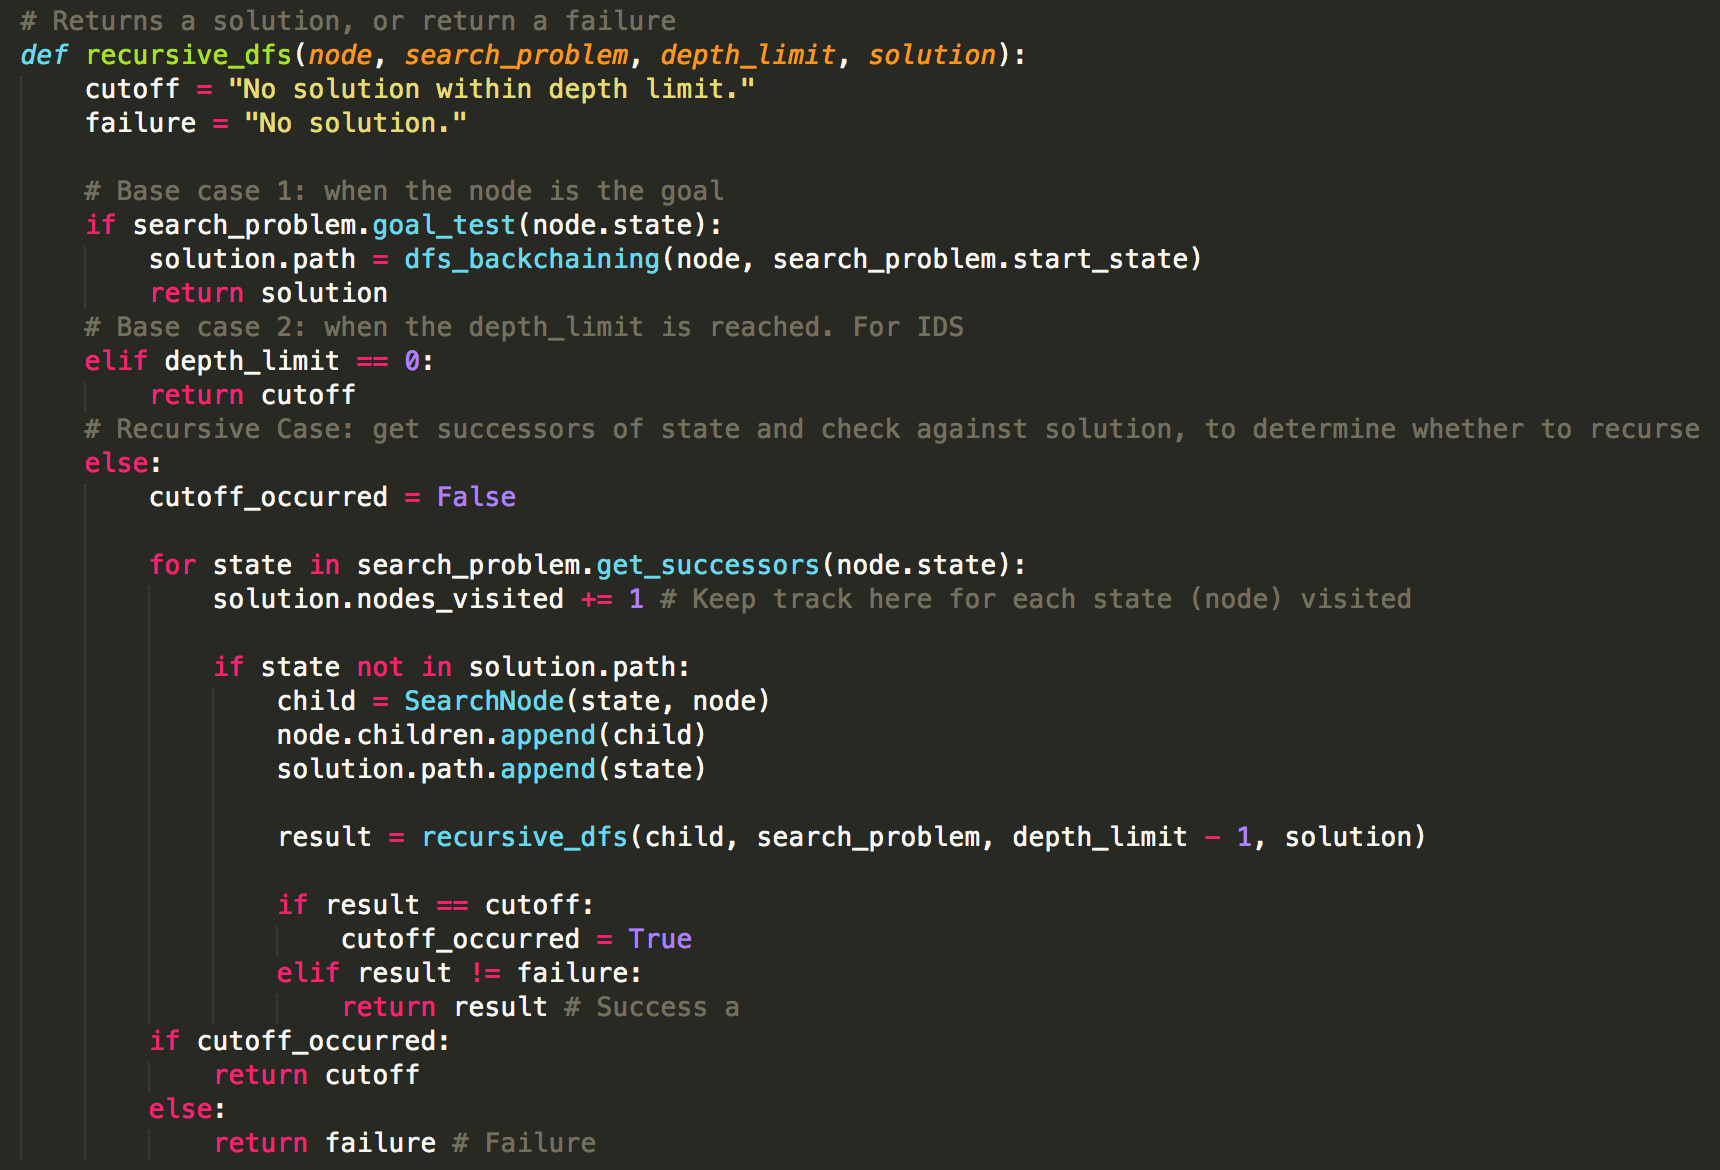 # Returns a solution, or return a failure
def recursive_dfs(node, search_problem, depth_limit, solution):
    cutoff = "No solution within depth limit."
    failure = "No solution."

    # Base case 1: when the node is the goal
    if search_problem.goal_test(node.state):
        solution.path = dfs_backchaining(node, search_problem.start_state)
        return solution
    # Base case 2: when the depth_limit is reached. For IDS
    elif depth_limit == 0:
        return cutoff
    # Recursive Case: get successors of state and check against solution, to determine whether to recurse
    else:
        cutoff_occurred = False

        for state in search_problem.get_successors(node.state):
            solution.nodes_visited += 1 # Keep track here for each state (node) visited

            if state not in solution.path:
                child = SearchNode(state, node)
                node.children.append(child)
                solution.path.append(state)

                result = recursive_dfs(child, search_problem, depth_limit - 1, solution)

                if result == cutoff:
                    cutoff_occurred = True
                elif result != failure:
                    return result # Success a
        if cutoff_occurred:
            return cutoff
        else:
            return failure # Failure